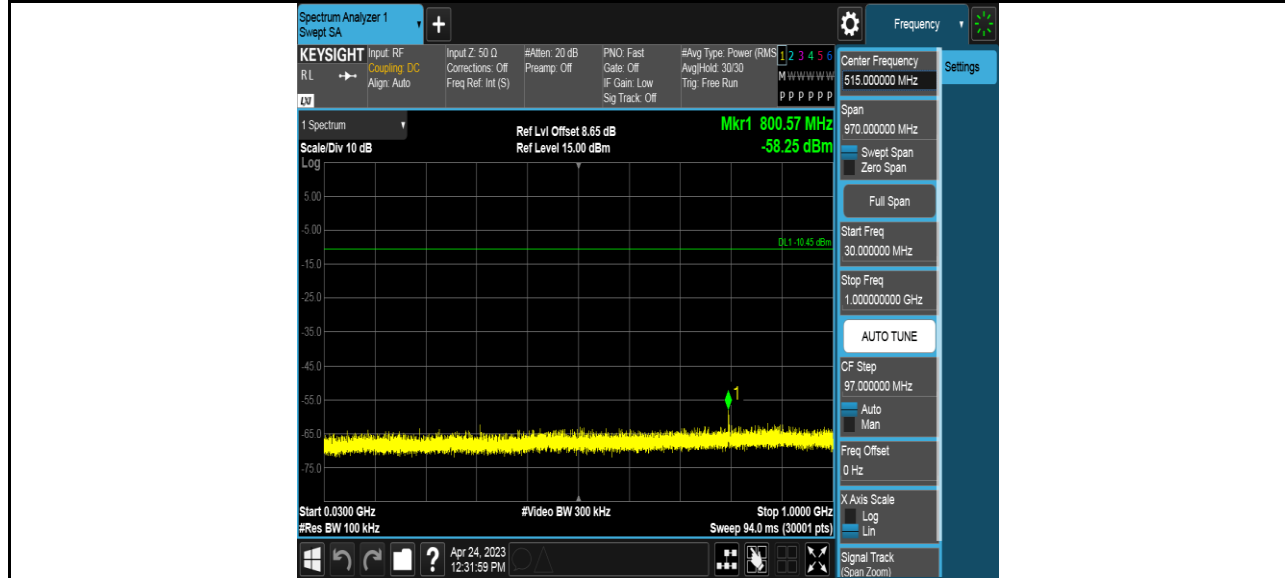 Spectrum Analyzer 1
Swept SA
+
Frequency
KEYSIGHT
RL
LXI
Input: RF
Coupling: DC
Align: Auto
Input Z: 50 Ω
Corrections: Off
Freq Ref: Int (S)
#Atten: 20 dB
Preamp: Off
PNO: Fast
Gate: Off
IF Gain: Low
Sig Track: Off
#Avg Type: Power (RMS
Avg|Hold: 30/30
Trig: Free Run
1 2 3 4 5 6
M W W W W W
P P P P P P
1 Spectrum
Scale/Div 10 dB
Ref Lvl Offset 8.65 dB
Ref Level 15.00 dBm
Mkr1 800.57 MHz
-58.25 dBm
Log
5.00
-5.00
DL1 -10.45 dBm
-15.0
-25.0
-35.0
-45.0
-55.0
1
-65.0
-75.0
Start 0.0300 GHz
#Res BW 100 kHz
#Video BW 300 kHz
Stop 1.0000 GHz
Sweep 94.0 ms (30001 pts)
?
Apr 24, 2023
12:31:59 PM
Center Frequency
515.000000 MHz
Settings
Span
970.000000 MHz
Swept Span
Zero Span
Full Span
Start Freq
30.000000 MHz
Stop Freq
1.000000000 GHz
AUTO TUNE
CF Step
97.000000 MHz
Auto
Man
Freq Offset
0 Hz
X Axis Scale
Log
Lin
Signal Track
(Span Zoom)